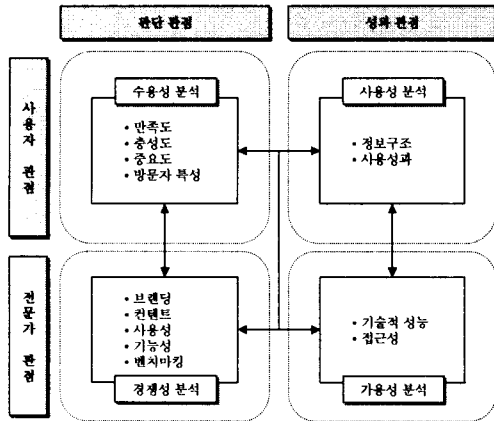 판단 관점
성과 관점
사용자 관점
수용성 분석
• 만족도
• 충성도
• 중요도
• 방문자 특성
사용성 분석
• 정보구조
• 사용성과
전문가 관점
• 브랜딩
• 컨텐트
• 사용성
• 기능성
• 벤치마킹
경쟁성 분석
• 기술적 성능
• 접근성
가용성 분석